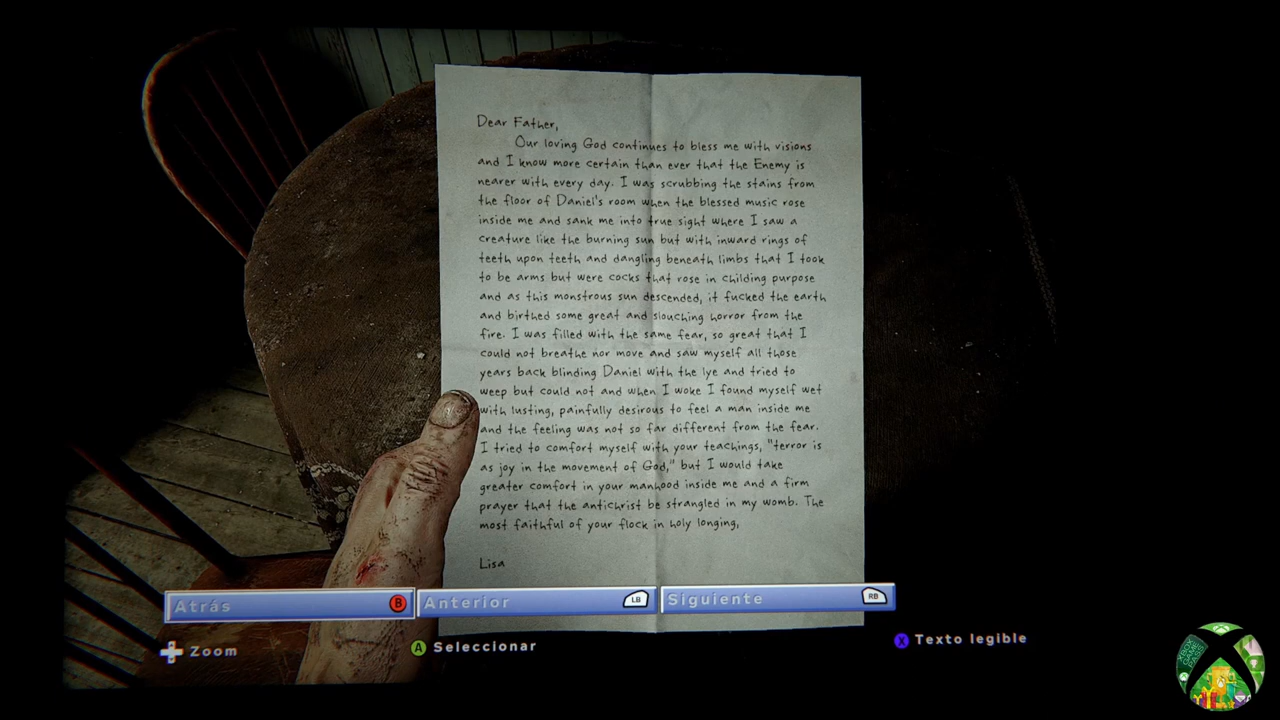 Dear Father,
Our loving God continues to bless me with visions
and I know more certain than ever that the Enemy is
nearer with every day. I was scrubbing the stains from
the floor of Daniel's room when the blessed music rose
inside me and sank me into true sight where I saw a
creature like the burning sun but with inward rings of
teeth upon teeth and dangling beneath limbs that I took
to be arms but were cocks that rose in childing purpose
and as this monstrous sun descended, it fucked the earth
and birthed some great and slouching horror from the
fire. I was filled with the same fear, so great that I
could not breathe nor move and saw myself all those
years back blinding Daniel with the lye and tried to
weep but could not and when I woke I found myself wet
with lusting, painfully desirous to feel a man inside me
and the feeling was not so far different from the fear.
I tried to comfort myself with your teachings, "terror is
as joy in the movement of God," but I would take
greater comfort in your manhood inside me and a firm
prayer that the antichrist be strangled in my womb. The
most faithful of your flock in holy longing,
Lisa
Atrás B
Anterior LB
Siguiente RB
Zoom
A Seleccionar
X Texto legible